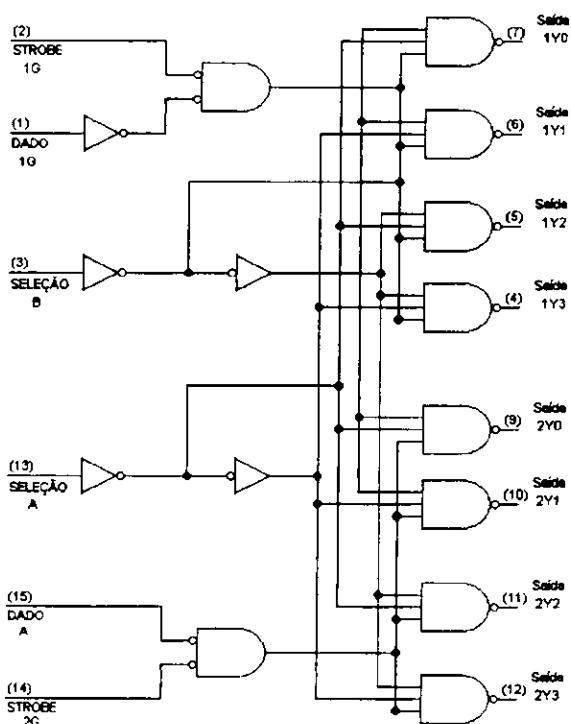 (2)
STROBE
1G
(1)
DADO
1G
(3)
SELEÇÃO
B
(13)
SELEÇÃO
A
(15)
DADO
A
(14)
STROBE
2G
(7)
Saída
1Y0
(6)
Saída
1Y1
(5)
Saída
1Y2
(4)
Saída
1Y3
(9)
Saída
2Y0
(10)
Saída
2Y1
(11)
Saída
2Y2
(12)
Saída
2Y3